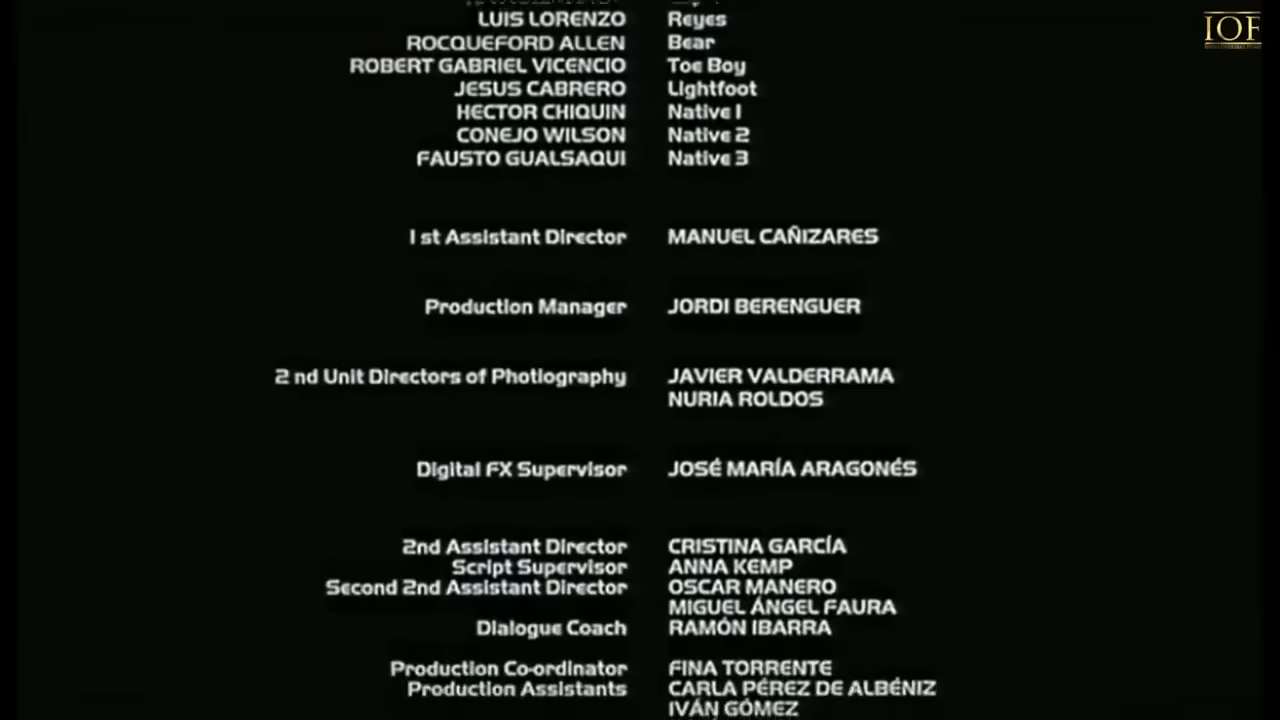 LUIS LORENZO Reyes
ROCQUEFORD ALLEN Bear
ROBERT GABRIEL VICENCIO Toe Boy
JESUS CABRERO Lightfoot
HECTOR CHIQUIN Native 1
CONEJO WILSON Native 2
FAUSTO GUALSAQUI Native 3
1 st Assistant Director MANUEL CAÑIZARES
Production Manager JORDI BERENGUER
2 nd Unit Directors of Photiography JAVIER VALDERRAMA
NURIA ROLDOS
Digital FX Supervisor JOSÉ MARÍA ARAGONÉS
2nd Assistant Director CRISTINA GARCÍA
Script Supervisor ANNA KEMP
Second 2nd Assistant Director OSCAR MANERO
MIGUEL ÁNGEL FAURA
Dialogue Coach RAMÓN IBARRA
Production Co-ordinator FINA TORRENTE
Production Assistants CARLA PÉREZ DE ALBÉNIZ
IVÁN GÓMEZ
IOF